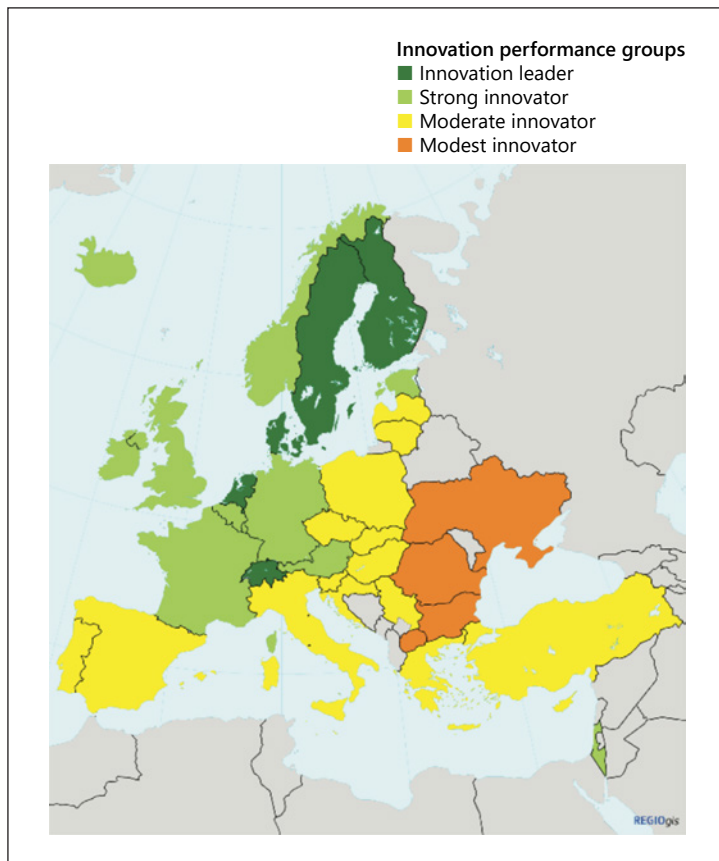 Innovation performance groups
Innovation leader
Strong innovator
Moderate innovator
Modest innovator
REGIOgis